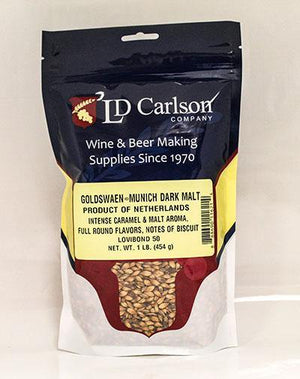 LD Carlson
COMPANY
Wine & Beer Making
Supplies Since 1970
GOLDSWAEN®MUNICH DARK MALT
PRODUCT OF NETHERLANDS
INTENSE CARAMEL & MALT AROMA,
FULL ROUND FLAVORS, NOTES OF BISCUIT
LOVIBOND 50
NET. WT. 1 LB. (454 g)